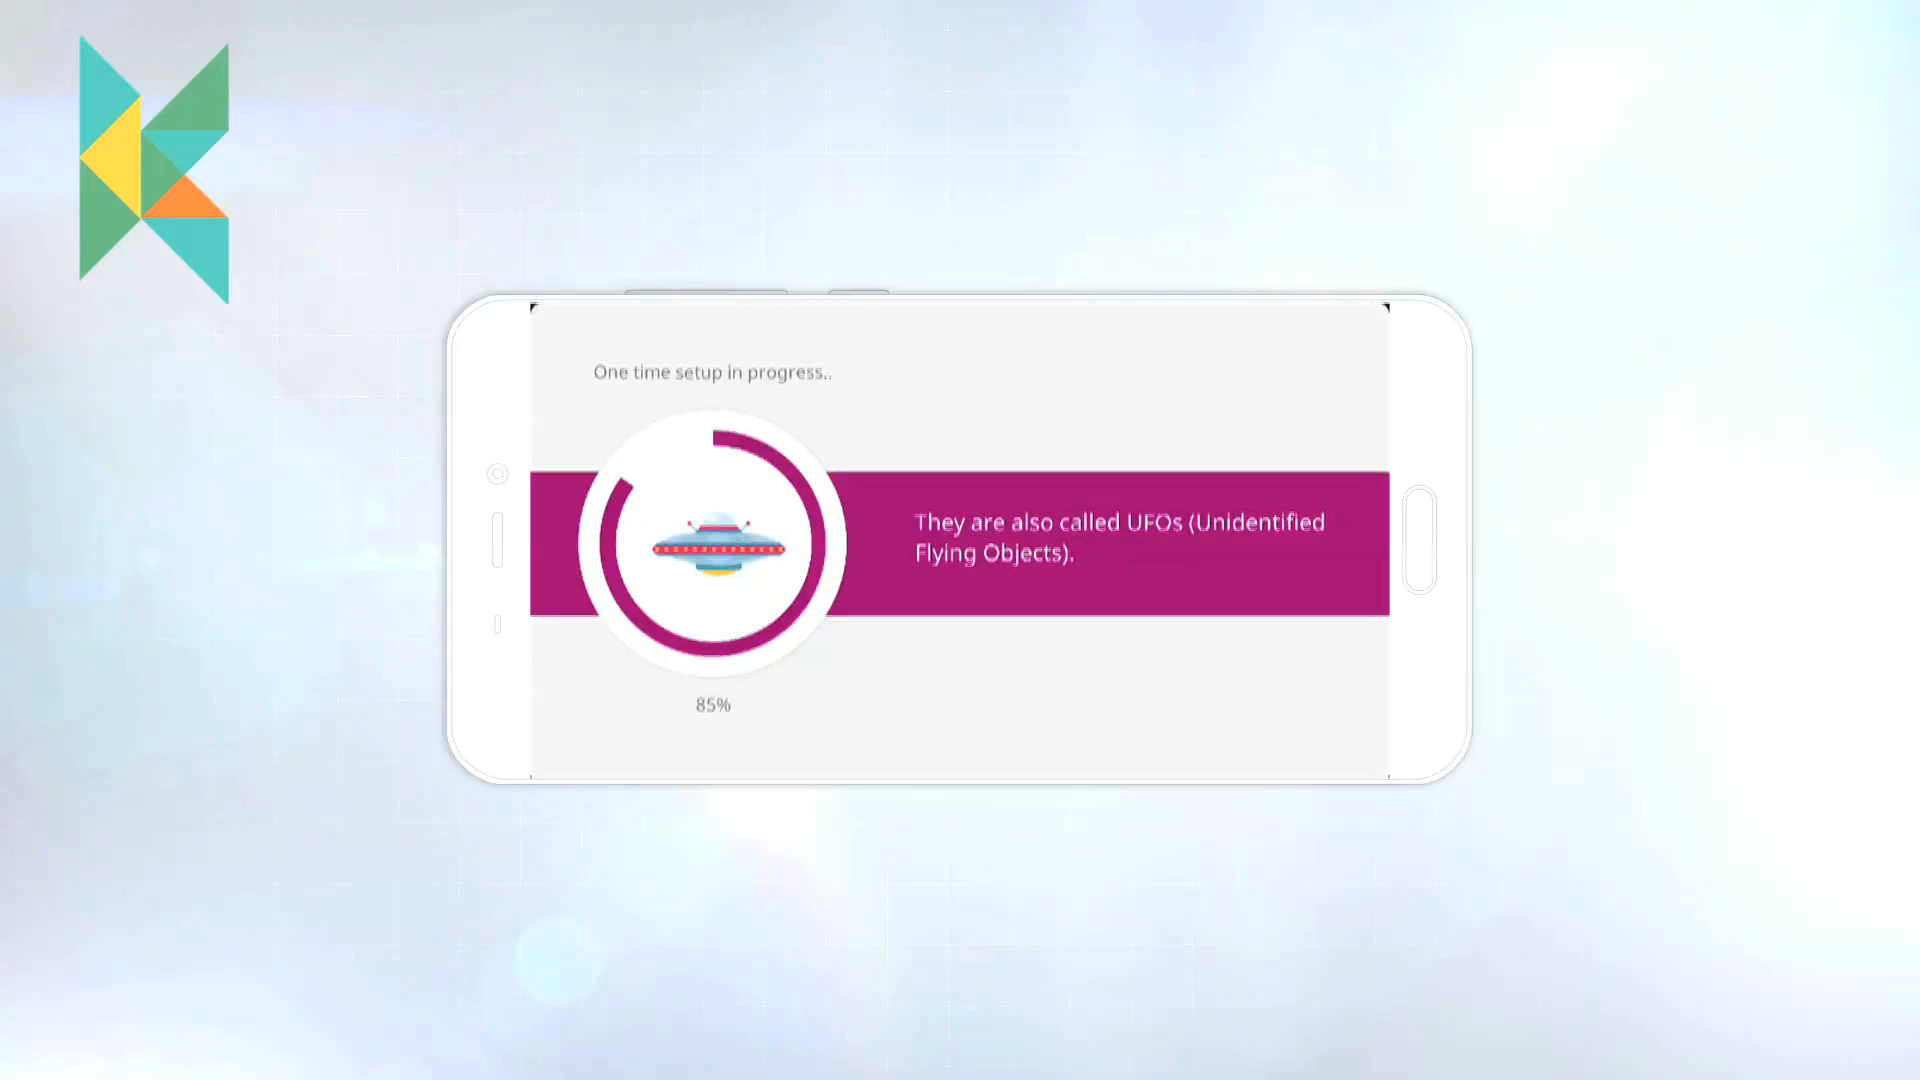 One time setup in progress..
They are also called UFOs (Unidentified
Flying Objects).
85%